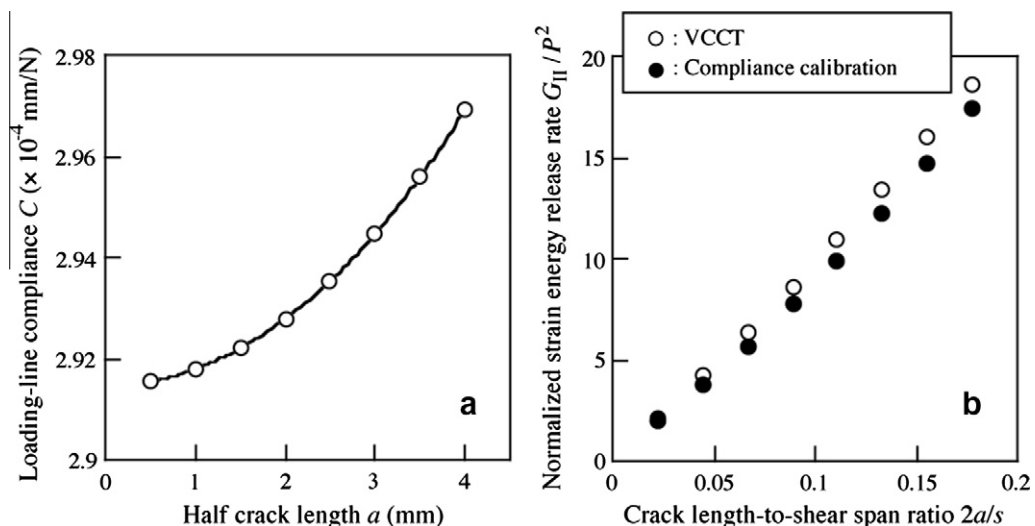 Loading-line compliance C (× 10⁻⁴ mm/N)
2.98
2.96
2.94
2.92
2.9
0
1
2
3
4
a
Half crack length a (mm)
○ : VCCT
● : Compliance calibration
Normalized strain energy release rate G_II /P²
20
15
10
5
0
0
0.05
0.1
0.15
0.2
b
Crack length-to-shear span ratio 2a/s